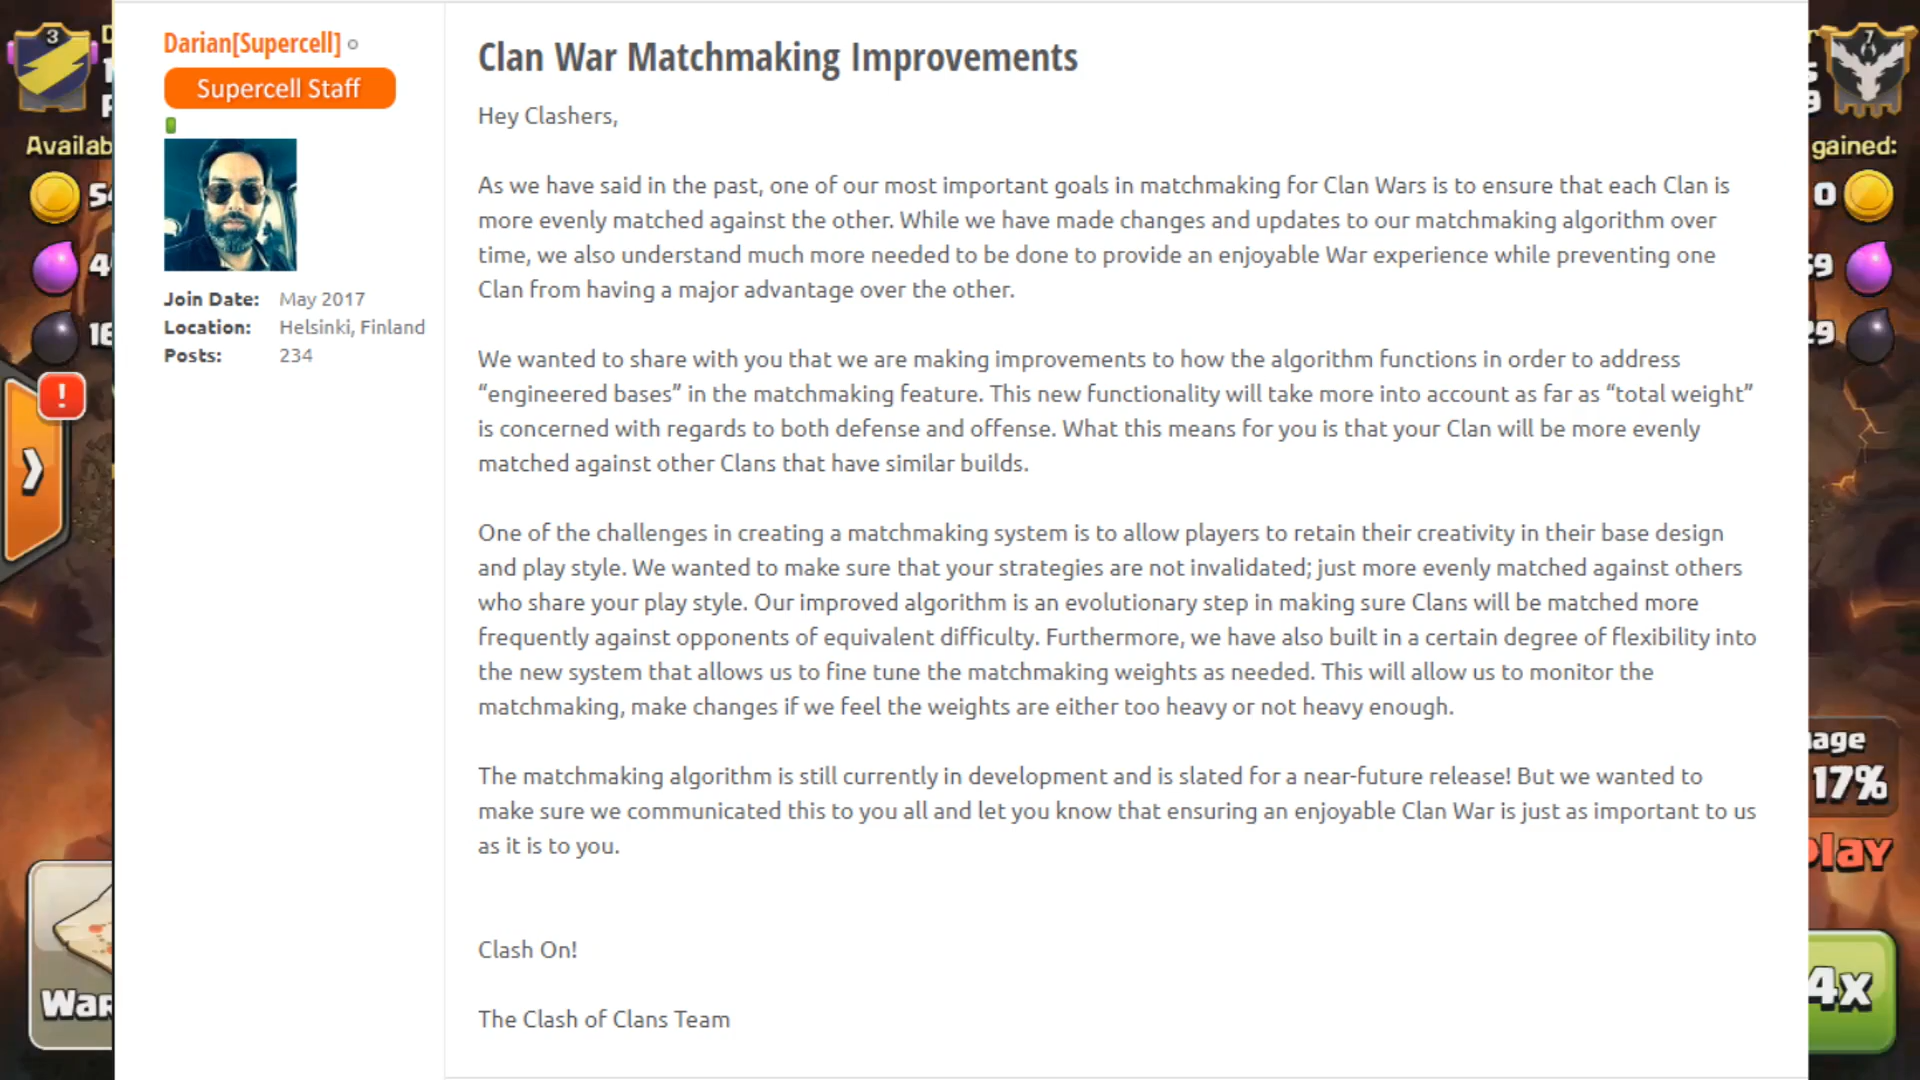 3
Availab
54
4
16
!
War
Darian[Supercell]
Supercell Staff
Join Date: May 2017
Location: Helsinki, Finland
Posts: 234
Clan War Matchmaking Improvements
Hey Clashers,
As we have said in the past, one of our most important goals in matchmaking for Clan Wars is to ensure that each Clan is
more evenly matched against the other. While we have made changes and updates to our matchmaking algorithm over
time, we also understand much more needed to be done to provide an enjoyable War experience while preventing one
Clan from having a major advantage over the other.
We wanted to share with you that we are making improvements to how the algorithm functions in order to address
“engineered bases” in the matchmaking feature. This new functionality will take more into account as far as “total weight”
is concerned with regards to both defense and offense. What this means for you is that your Clan will be more evenly
matched against other Clans that have similar builds.
One of the challenges in creating a matchmaking system is to allow players to retain their creativity in their base design
and play style. We wanted to make sure that your strategies are not invalidated; just more evenly matched against others
who share your play style. Our improved algorithm is an evolutionary step in making sure Clans will be matched more
frequently against opponents of equivalent difficulty. Furthermore, we have also built in a certain degree of flexibility into
the new system that allows us to fine tune the matchmaking weights as needed. This will allow us to monitor the
matchmaking, make changes if we feel the weights are either too heavy or not heavy enough.
The matchmaking algorithm is still currently in development and is slated for a near-future release! But we wanted to
make sure we communicated this to you all and let you know that ensuring an enjoyable Clan War is just as important to us
as it is to you.
Clash On!
The Clash of Clans Team
7
gained:
0
59
29
age
17%
play
4x